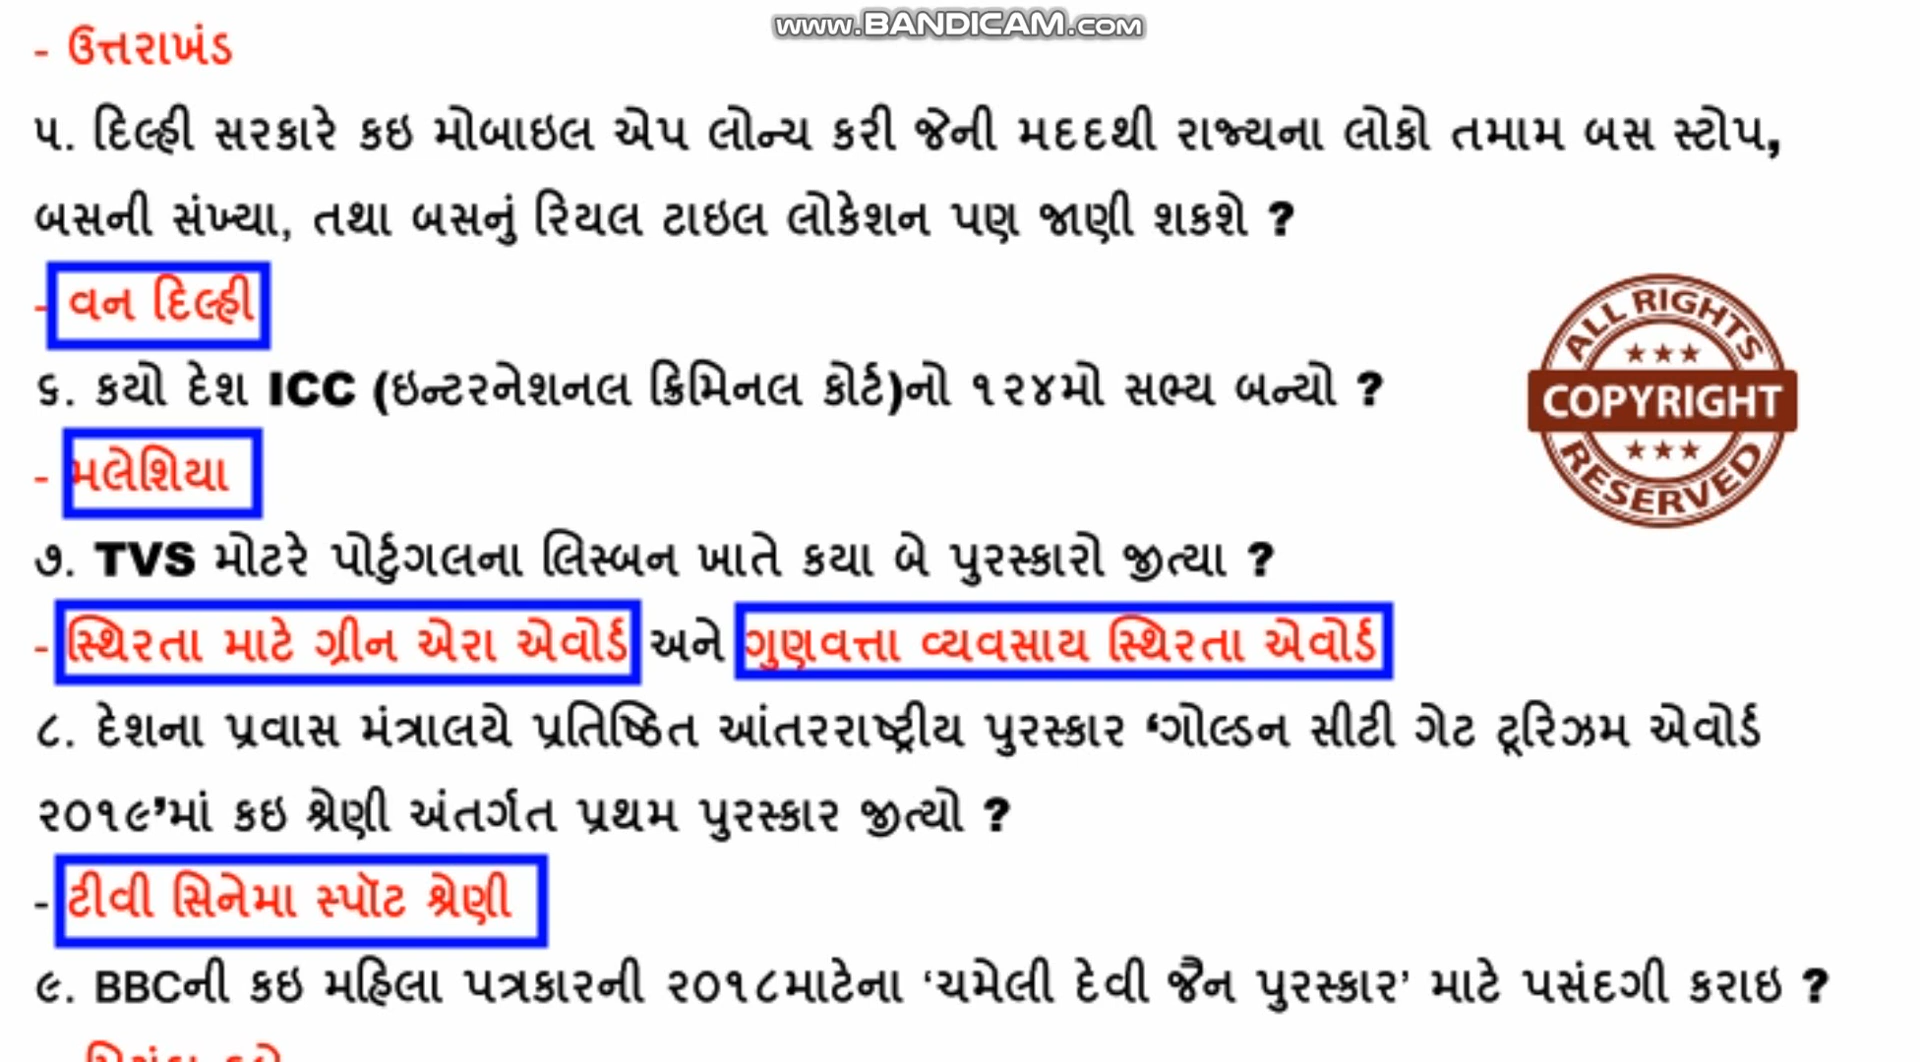 www.BANDICAM.com
- ઉત્તરાખંડ
૫. દિલ્હી સરકારે કઇ મોબાઇલ એપ લોન્ચ કરી જેની મદદથી રાજ્યના લોકો તમામ બસ સ્ટોપ,
બસની સંખ્યા, તથા બસનું રિયલ ટાઇલ લોકેશન પણ જાણી શકશે ?
- વન દિલ્હી
૬. કયો દેશ ICC (ઇન્ટરનેશનલ ક્રિમિનલ કોર્ટ)નો ૧૨૪મો સભ્ય બન્યો ?
- મલેશિયા
ALL RIGHTS
COPYRIGHT
RESERVED
૭. TVS મોટરે પોર્ટુગલના લિસ્બન ખાતે કયા બે પુરસ્કારો જીત્યા ?
- સ્થિરતા માટે ગ્રીન એરા એવોર્ડ અને ગુણવત્તા વ્યવસાય સ્થિરતા એવોર્ડ
૮. દેશના પ્રવાસ મંત્રાલયે પ્રતિષ્ઠિત આંતરરાષ્ટ્રીય પુરસ્કાર ‘ગોલ્ડન સીટી ગેટ ટૂરિઝમ એવોર્ડ
૨૦૧૯’માં કઇ શ્રેણી અંતર્ગત પ્રથમ પુરસ્કાર જીત્યો ?
- ટીવી સિનેમા સ્પૉટ શ્રેણી
૯. BBCની કઇ મહિલા પત્રકારની ૨૦૧૮માટેના ‘ચમેલી દેવી જૈન પુરસ્કાર’ માટે પસંદગી કરાઇ ?